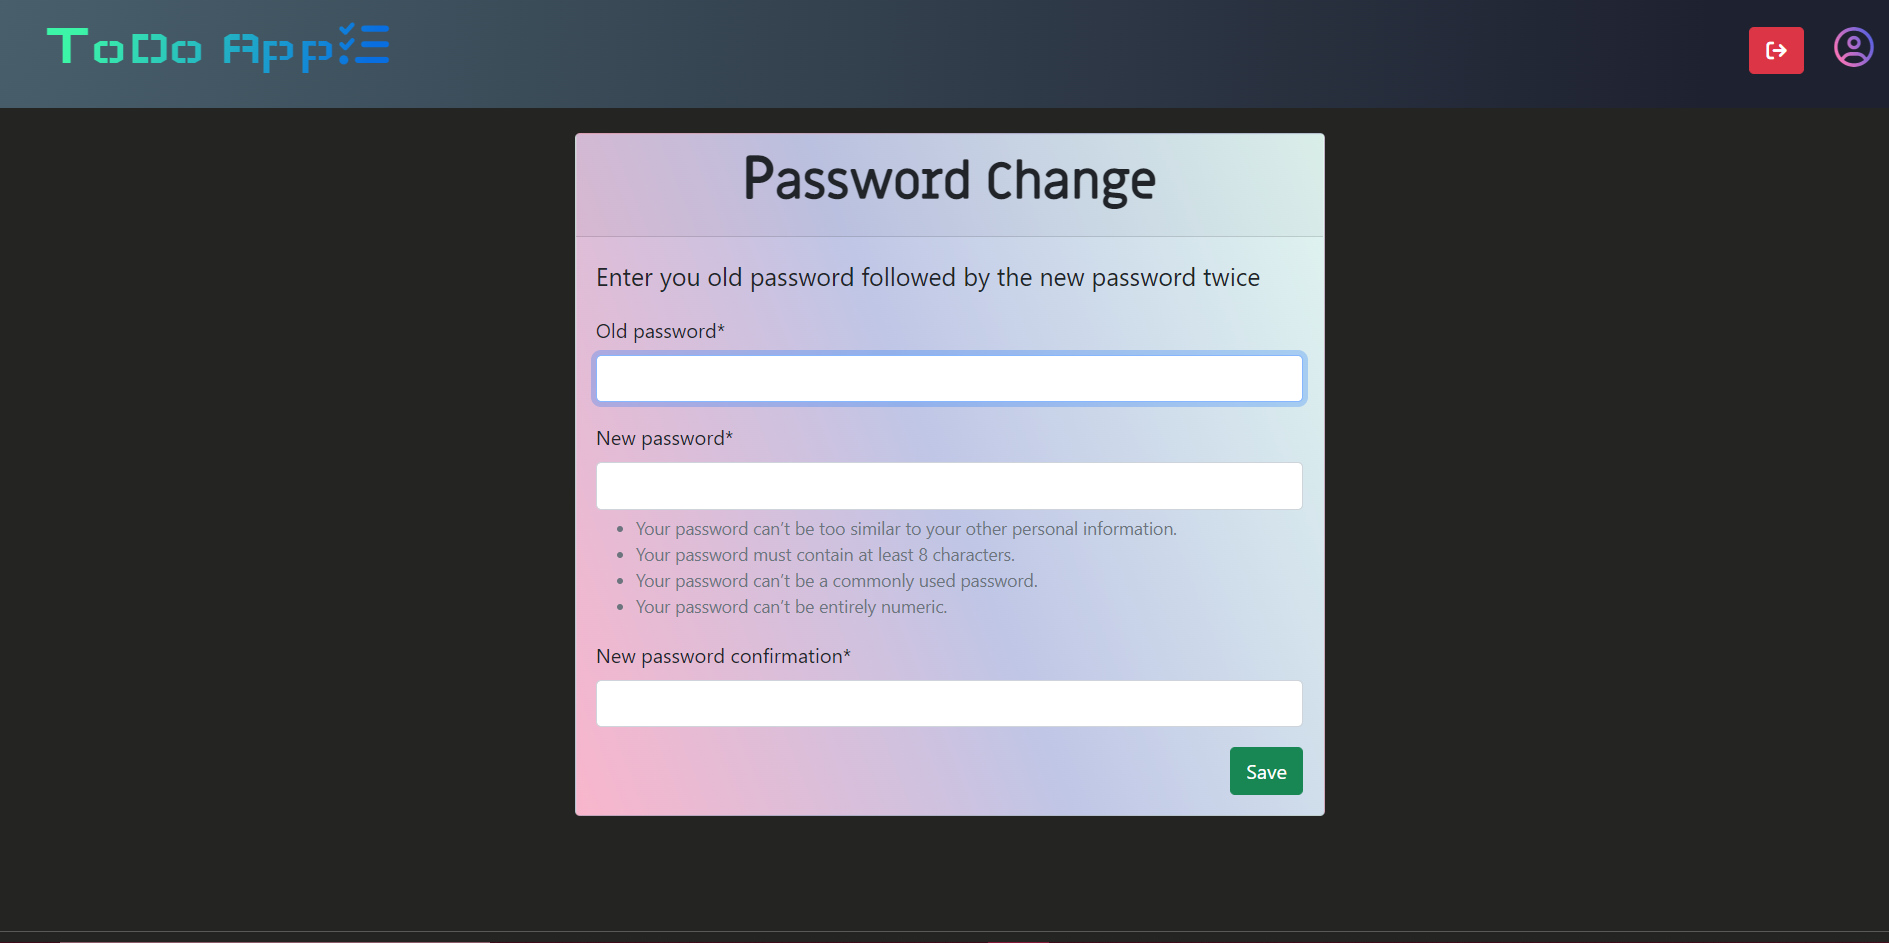 ToDo App
Password Change
Enter you old password followed by the new password twice
Old password*
New password*
Your password can’t be too similar to your other personal information.
Your password must contain at least 8 characters.
Your password can’t be a commonly used password.
Your password can’t be entirely numeric.
New password confirmation*
Save